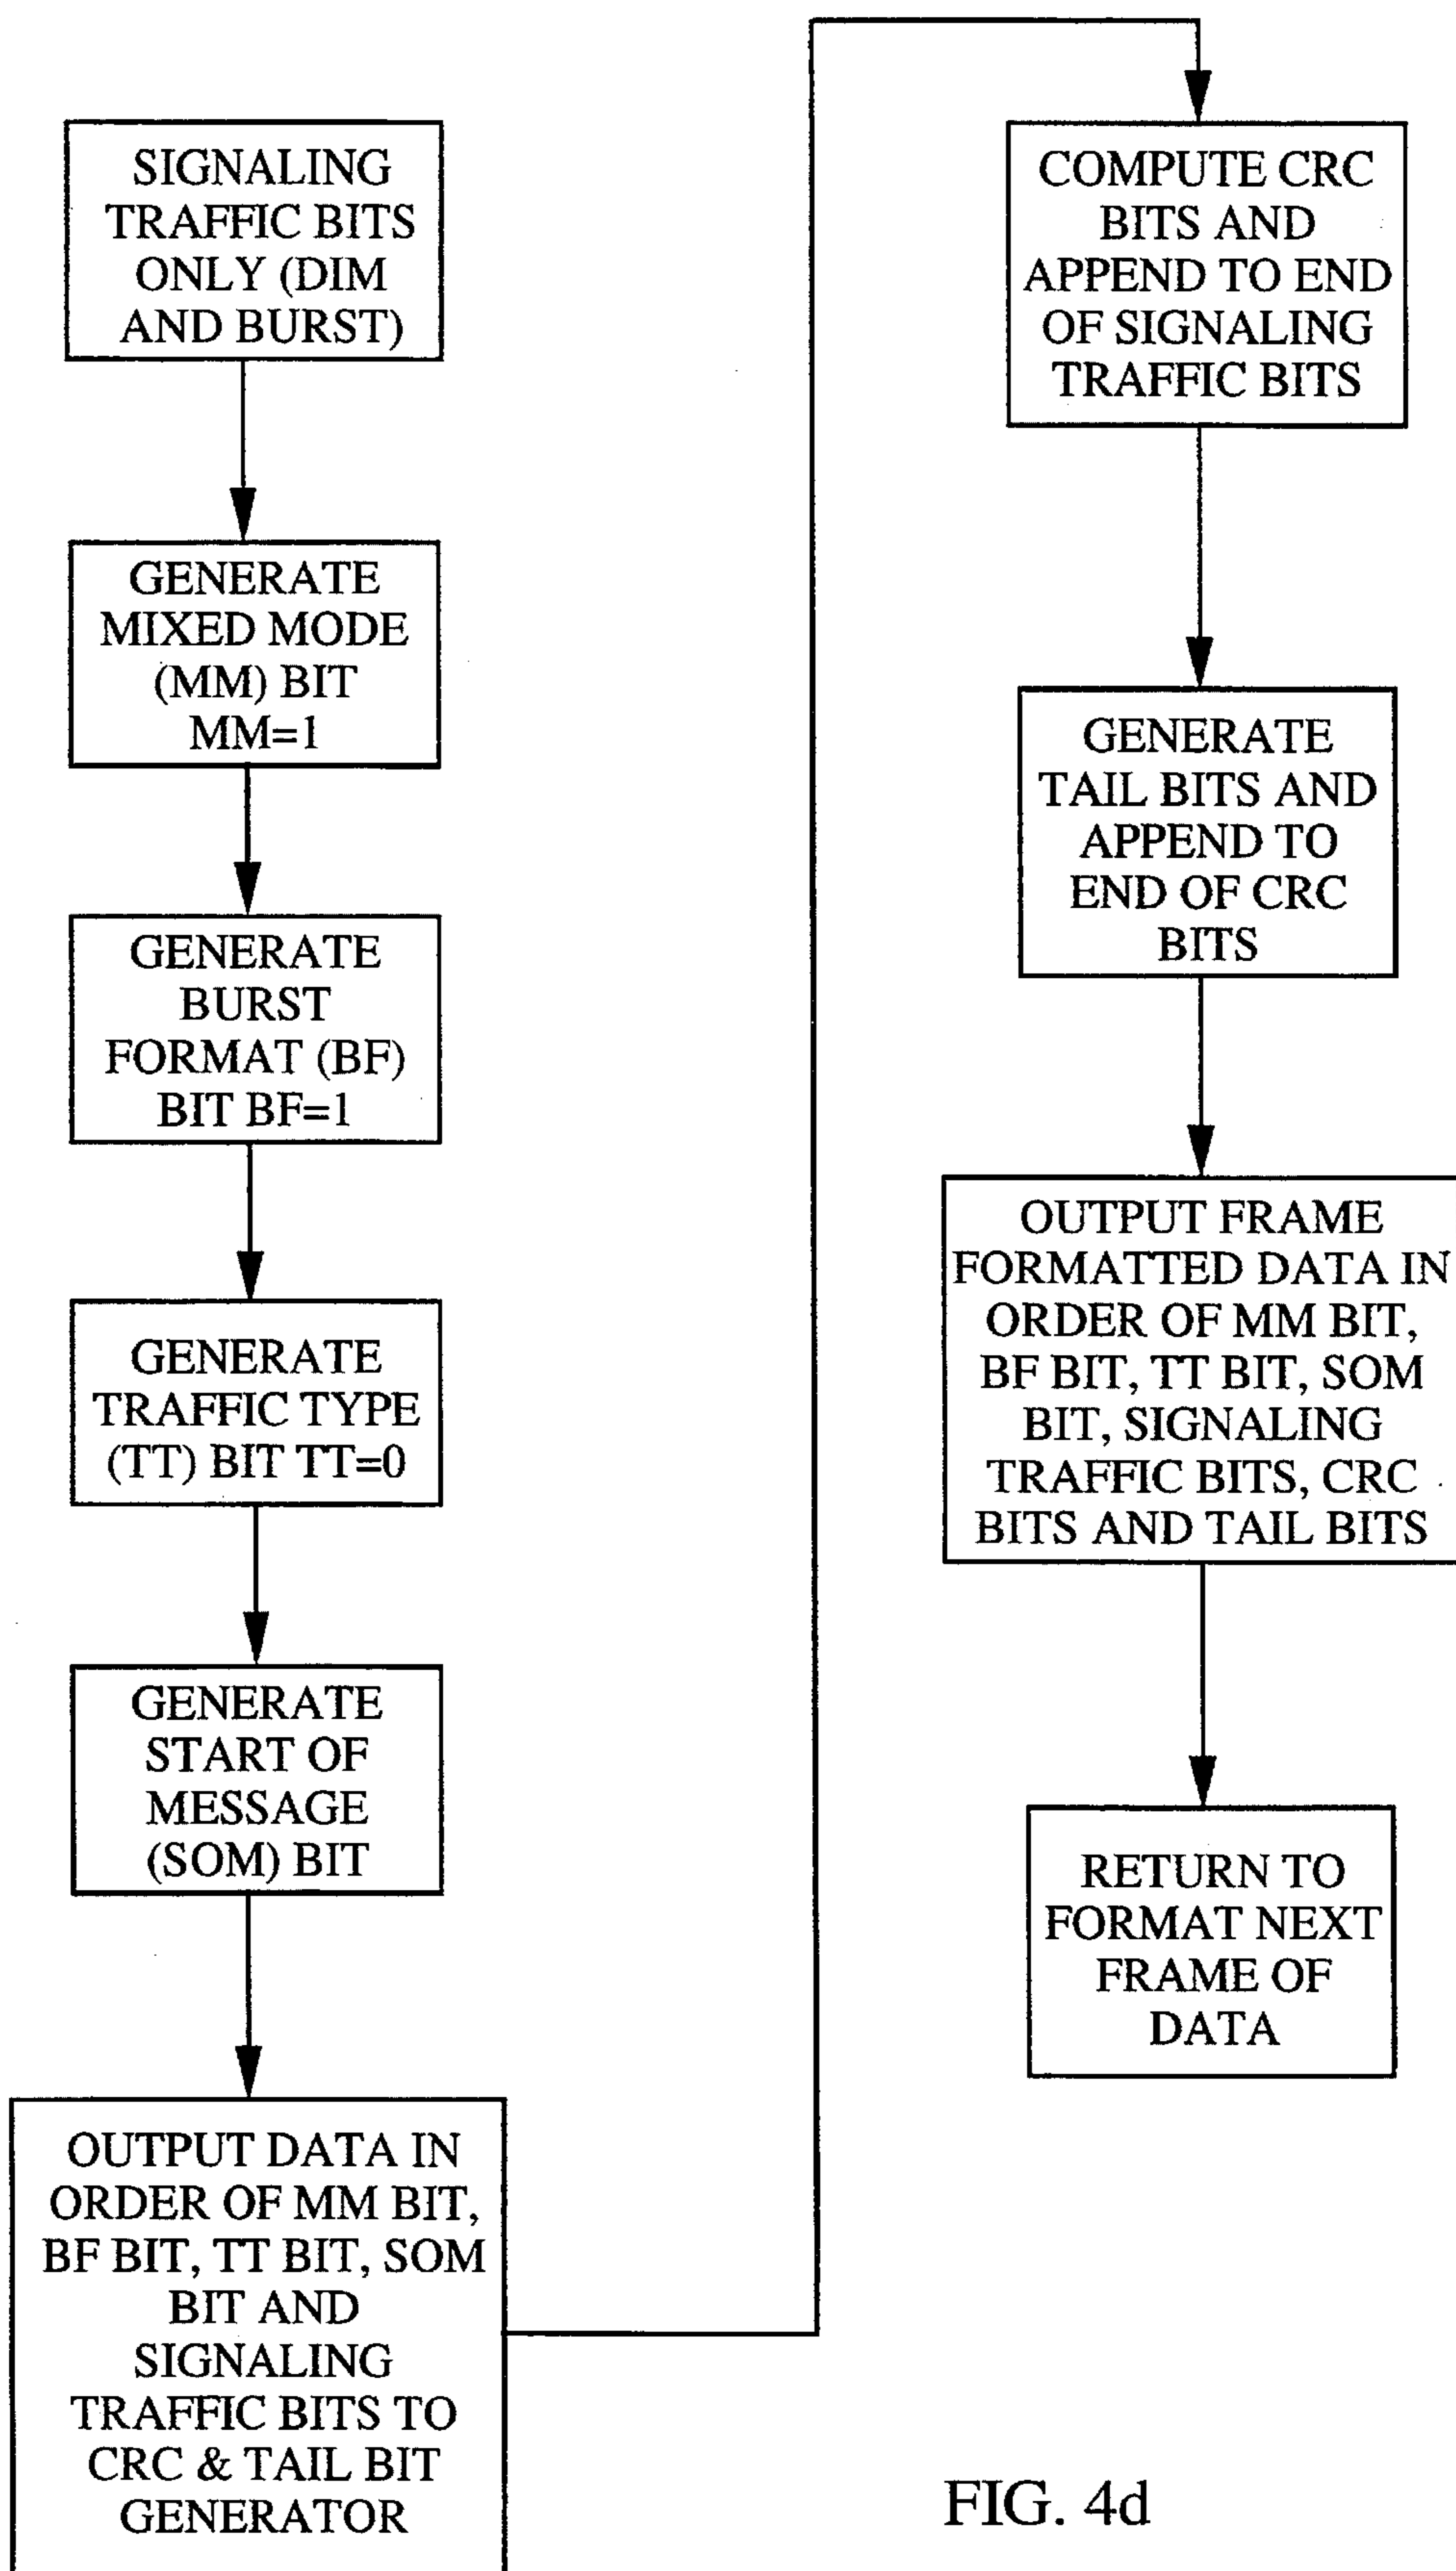 SIGNALING
TRAFFIC BITS
ONLY (DIM
AND BURST)
GENERATE
MIXED MODE
(MM) BIT
MM=1
GENERATE
BURST
FORMAT (BF)
BIT BF=1
GENERATE
TRAFFIC TYPE
(TT) BIT TT=0
GENERATE
START OF
MESSAGE
(SOM) BIT
OUTPUT DATA IN
ORDER OF MM BIT,
BF BIT, TT BIT, SOM
BIT AND
SIGNALING
TRAFFIC BITS TO
CRC & TAIL BIT
GENERATOR
COMPUTE CRC
BITS AND
APPEND TO END
OF SIGNALING
TRAFFIC BITS
GENERATE
TAIL BITS AND
APPEND TO
END OF CRC
BITS
OUTPUT FRAME
FORMATTED DATA IN
ORDER OF MM BIT,
BF BIT, TT BIT, SOM
BIT, SIGNALING
TRAFFIC BITS, CRC
BITS AND TAIL BITS
RETURN TO
FORMAT NEXT
FRAME OF
DATA
FIG. 4d